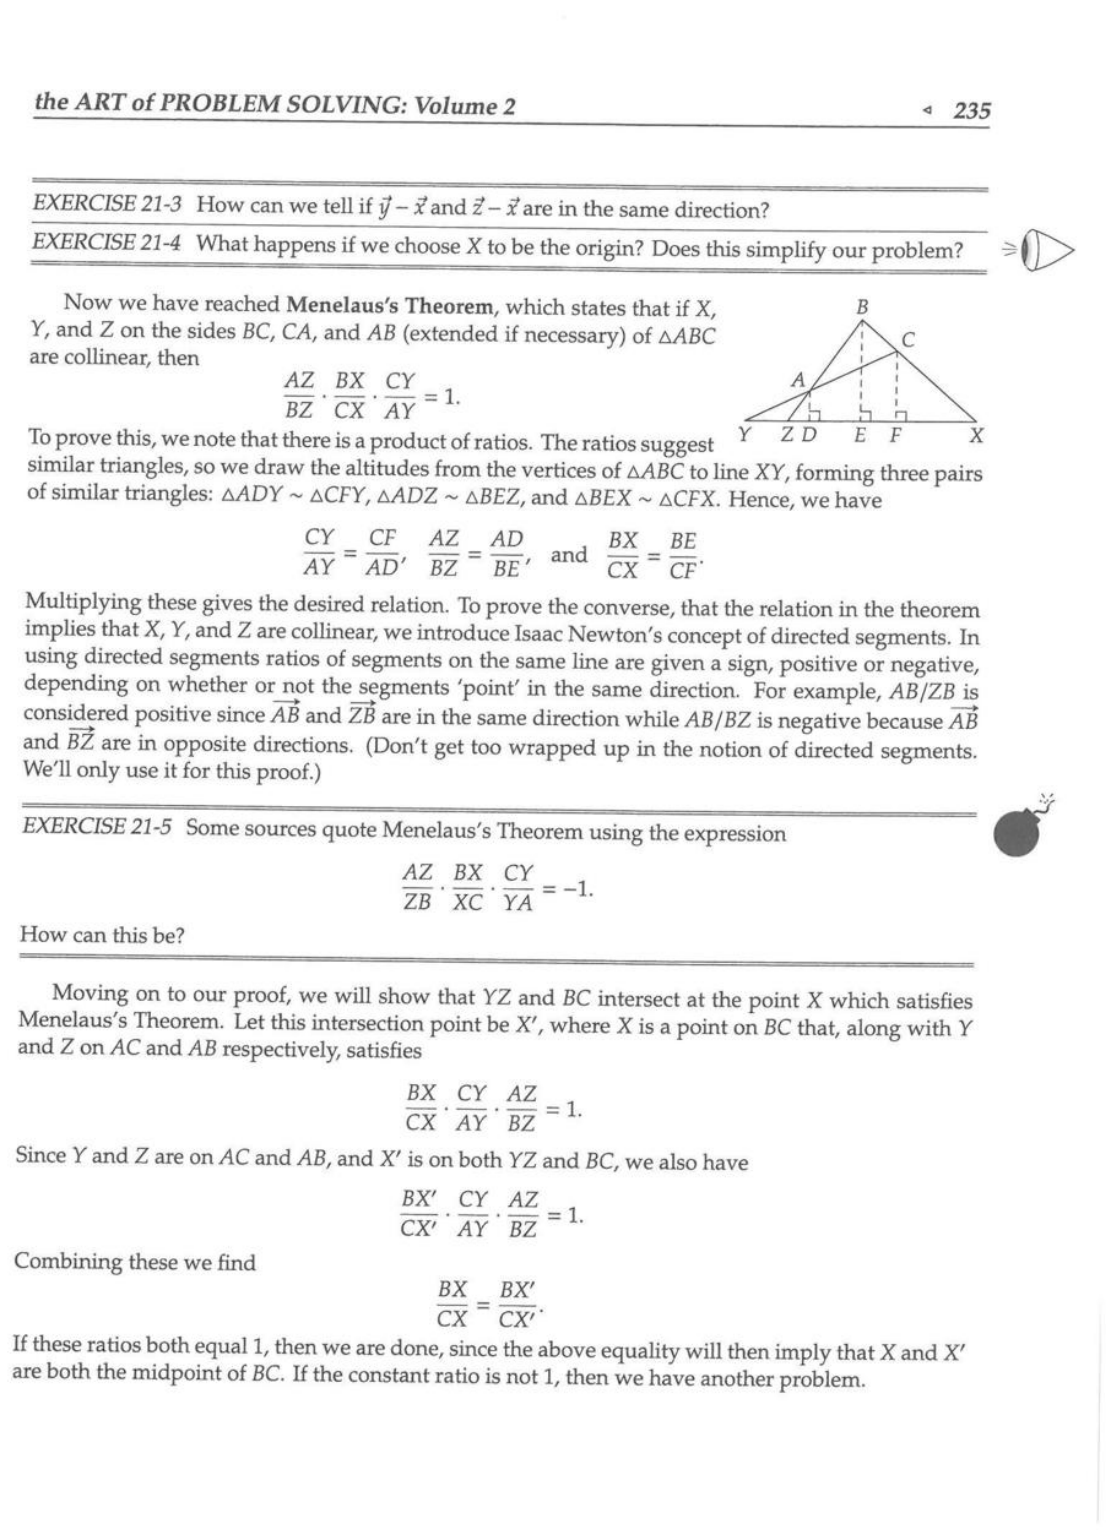 the ART of PROBLEM SOLVING: Volume 2 ◁ 235
EXERCISE 21-3 How can we tell if y⃗ – x⃗ and z⃗ – x⃗ are in the same direction?
EXERCISE 21-4 What happens if we choose X to be the origin? Does this simplify our problem?
Now we have reached Menelaus's Theorem, which states that if X,
Y, and Z on the sides BC, CA, and AB (extended if necessary) of △ABC
are collinear, then
AZ/BZ · BX/CX · CY/AY = 1.
B
C
A
Y Z D E F X
To prove this, we note that there is a product of ratios. The ratios suggest
similar triangles, so we draw the altitudes from the vertices of △ABC to line XY, forming three pairs
of similar triangles: △ADY ~ △CFY, △ADZ ~ △BEZ, and △BEX ~ △CFX. Hence, we have
CY/AY = CF/AD, AZ/BZ = AD/BE, and BX/CX = BE/CF.
Multiplying these gives the desired relation. To prove the converse, that the relation in the theorem
implies that X, Y, and Z are collinear, we introduce Isaac Newton's concept of directed segments. In
using directed segments ratios of segments on the same line are given a sign, positive or negative,
depending on whether or not the segments 'point' in the same direction. For example, AB/ZB is
considered positive since A⃗B⃗ and Z⃗B⃗ are in the same direction while AB/BZ is negative because A⃗B⃗
and B⃗Z⃗ are in opposite directions. (Don't get too wrapped up in the notion of directed segments.
We'll only use it for this proof.)
EXERCISE 21-5 Some sources quote Menelaus's Theorem using the expression
AZ/ZB · BX/XC · CY/YA = –1.
How can this be?
Moving on to our proof, we will show that YZ and BC intersect at the point X which satisfies
Menelaus's Theorem. Let this intersection point be X′, where X is a point on BC that, along with Y
and Z on AC and AB respectively, satisfies
BX/CX · CY/AY · AZ/BZ = 1.
Since Y and Z are on AC and AB, and X′ is on both YZ and BC, we also have
BX′/CX′ · CY/AY · AZ/BZ = 1.
Combining these we find
BX/CX = BX′/CX′.
If these ratios both equal 1, then we are done, since the above equality will then imply that X and X′
are both the midpoint of BC. If the constant ratio is not 1, then we have another problem.